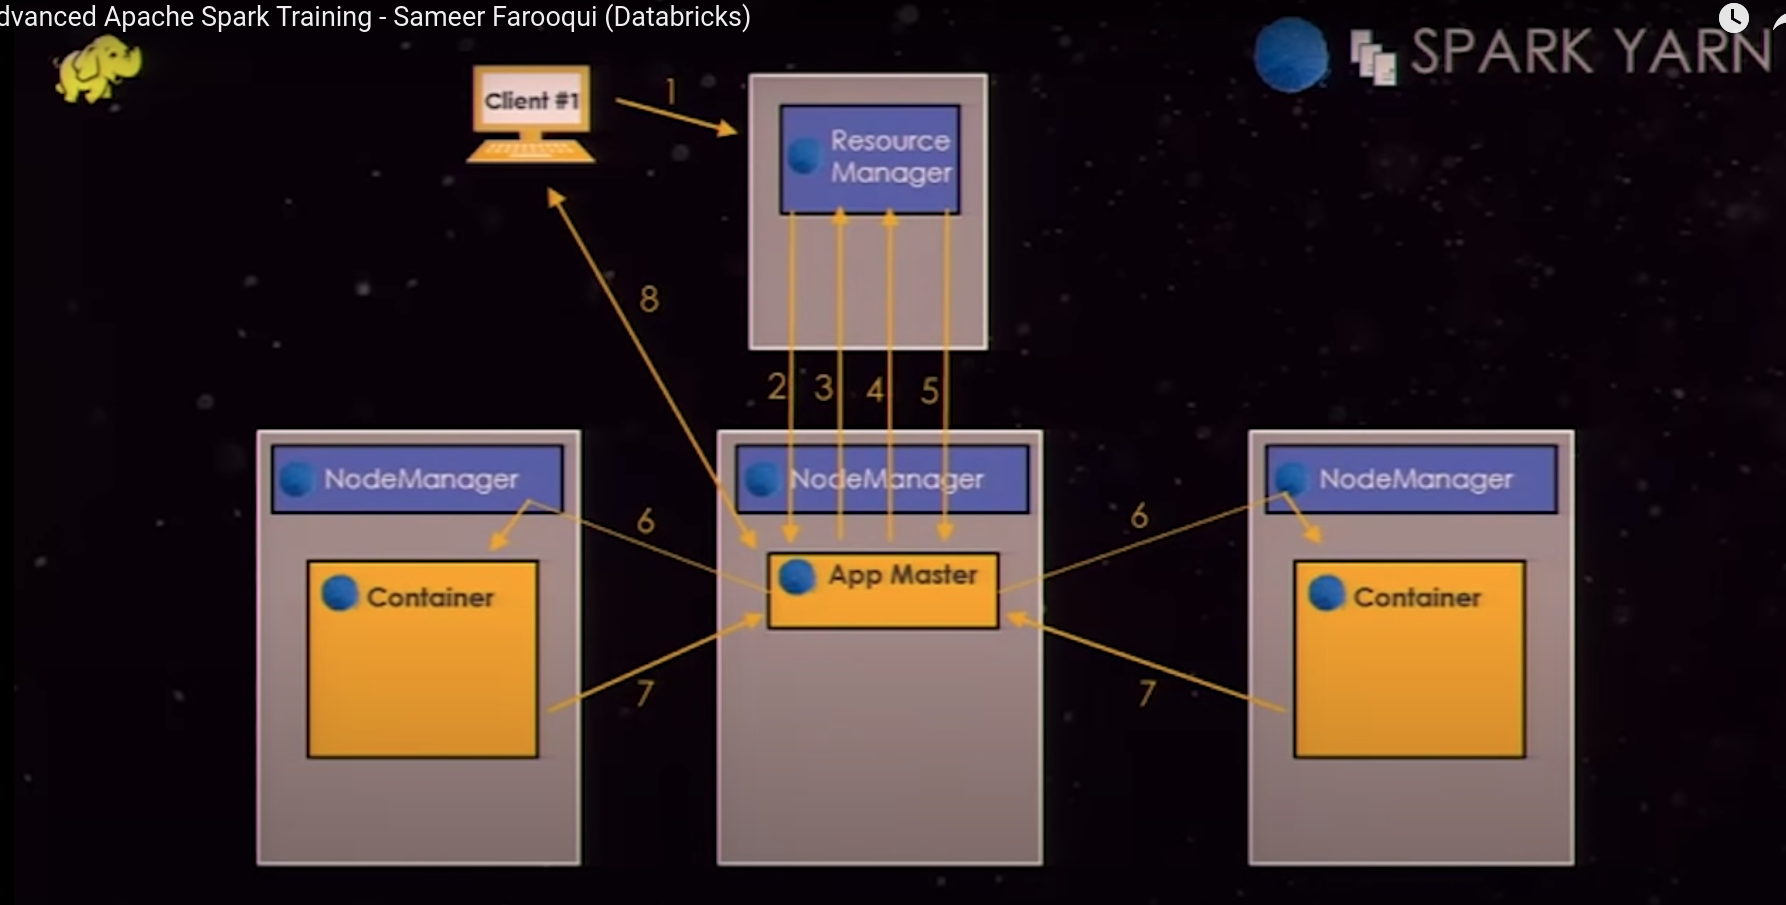 dvanced Apache Spark Training - Sameer Farooqui (Databricks)
SPARK YARN
Client #1
1
Resource
Manager
8
2
3
4
5
NodeManager
NodeManager
NodeManager
6
6
App Master
Container
Container
7
7